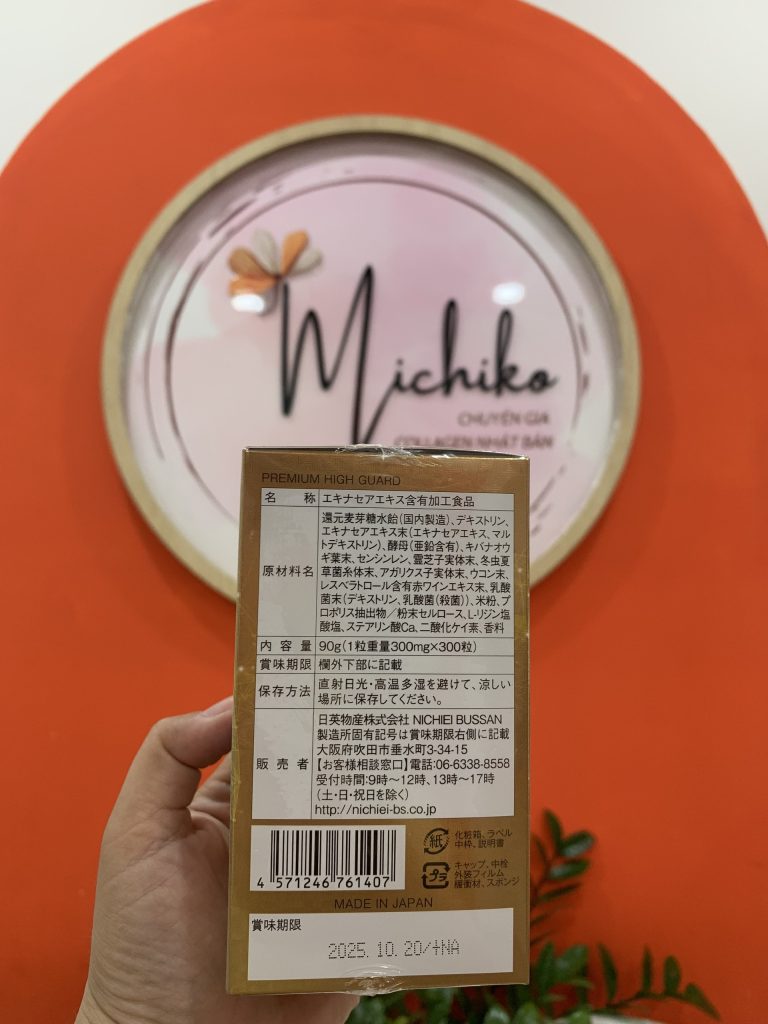 Michiko
CHUYÊN GIA
COLLAGEN NHẬT BẢN
PREMIUM HIGH GUARD
名 称 エキナセアエキス含有加工食品
原材料名
還元麦芽糖水飴(国内製造)、デキストリン、
エキナセアエキス末(エキナセアエキス、マル
トデキストリン)、酵母(亜鉛含有)、キバナオウ
ギ葉末、センシンレン、霊芝子実体末、冬虫夏
草菌糸体末、アガリクス子実体末、ウコン末、
レスベラトロール含有赤ワインエキス末、乳酸
菌末(デキストリン、乳酸菌(殺菌))、米粉、プ
ロポリス抽出物/粉末セルロース、L-リジン塩
酸塩、ステアリン酸Ca、二酸化ケイ素、香料
内 容 量 90g(1粒重量300mg×300粒)
賞味期限 欄外下部に記載
保存方法 直射日光・高温多湿を避けて、涼しい
場所に保存してください。
販 売 者
日英物産株式会社 NICHIEI BUSSAN
製造所固有記号は賞味期限右側に記載
大阪府吹田市垂水町3-34-15
【お客様相談窓口】電話:06-6338-8558
受付時間:9時〜12時、13時〜17時
(土・日・祝日を除く)
http://nichiei-bs.co.jp
4 571246 761407
紙 化粧箱、ラベル
中枠、説明書
プラ キャップ、中栓
外装フィルム
緩衝材、スポンジ
MADE IN JAPAN
賞味期限
2025.10.20/+NA